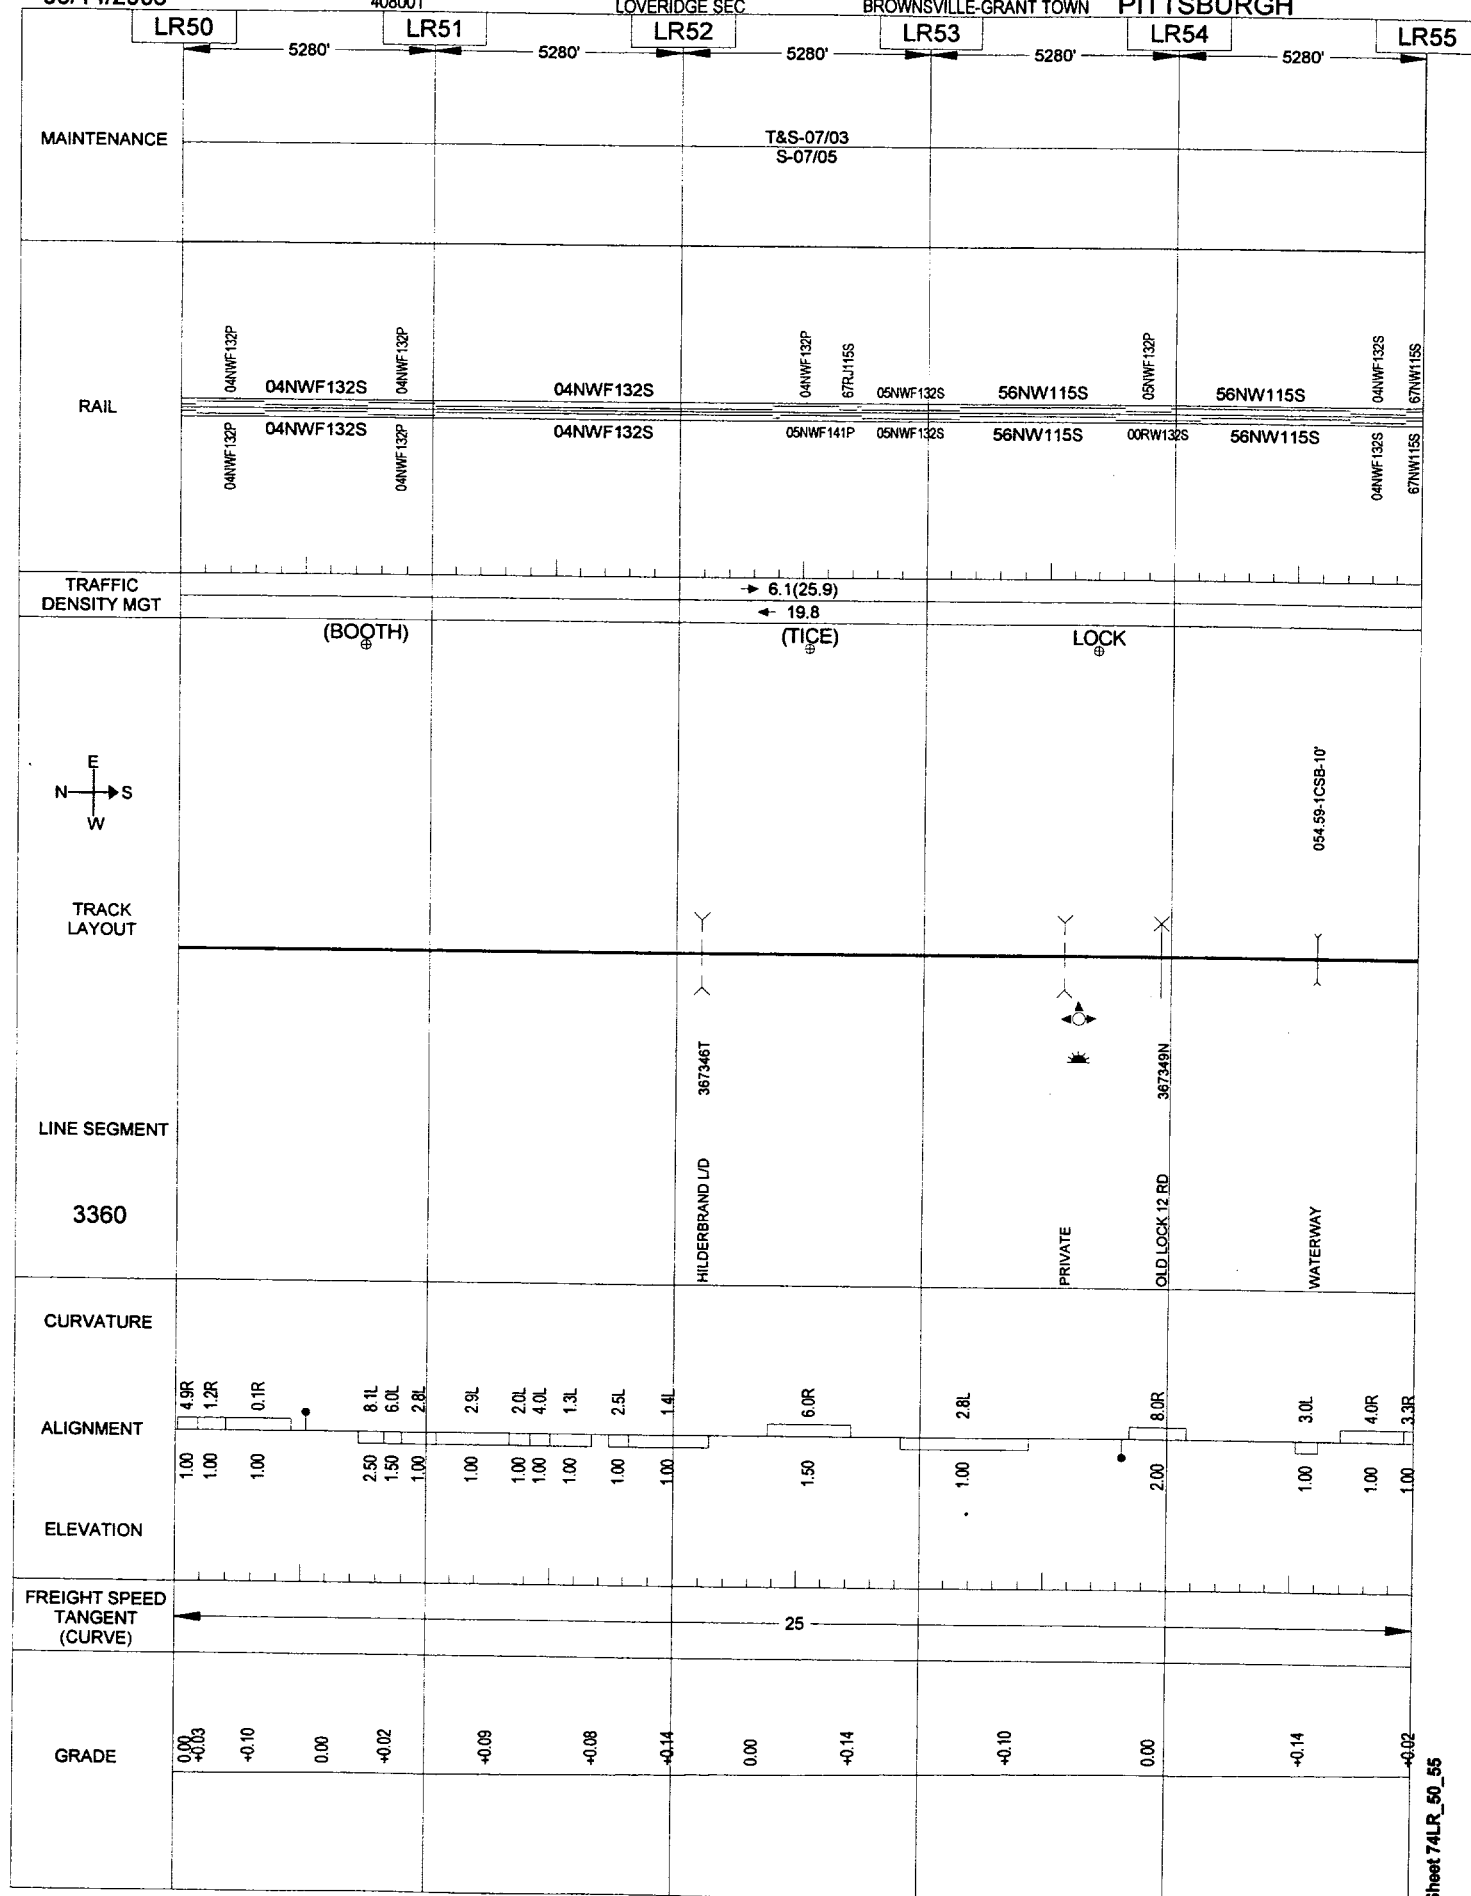 408001 LOVERIDGE SEC BROWNSVILLE-GRANT TOWN PITTSBURGH
LR50 LR51 LR52 LR53 LR54 LR55
5280' 5280' 5280' 5280' 5280'
MAINTENANCE
T&S-07/03
S-07/05
RAIL
04NWF132P 04NWF132S 04NWF132P 04NWF132S 04NWF132P 67RJ115S 05NWF132S 56NW115S 05NWF132P 56NW115S 04NWF132S 67NW115S
04NWF132P 04NWF132S 04NWF132P 04NWF132S 05NWF141P 05NWF132S 56NW115S 00RW132S 56NW115S 04NWF132S 67NW115S
TRAFFIC
DENSITY MGT
→ 6.1(25.9)
← 19.8
(BOOTH) (TICE) LOCK
E
N S
W
054.59-1CSB-10'
TRACK
LAYOUT
367346T 367349N
LINE SEGMENT
3360
HILDERBRAND L/D PRIVATE OLD LOCK 12 RD WATERWAY
CURVATURE
4.9R 1.2R 0.1R 8.1L 6.0L 2.8L 2.9L 2.0L 4.0L 1.3L 2.5L 1.4L 6.0R 2.8L 8.0R 3.0L 4.0R 3.3R
ALIGNMENT
1.00 1.00 1.00 2.50 1.50 1.00 1.00 1.00 1.00 1.00 1.00 1.00 1.50 1.00 2.00 1.00 1.00 1.00
ELEVATION
FREIGHT SPEED
TANGENT
(CURVE)
25
GRADE
0.00 +0.03 +0.10 0.00 +0.02 +0.09 +0.08 +0.14 0.00 +0.14 +0.10 0.00 +0.14 +0.02
Sheet 74LR_50_55